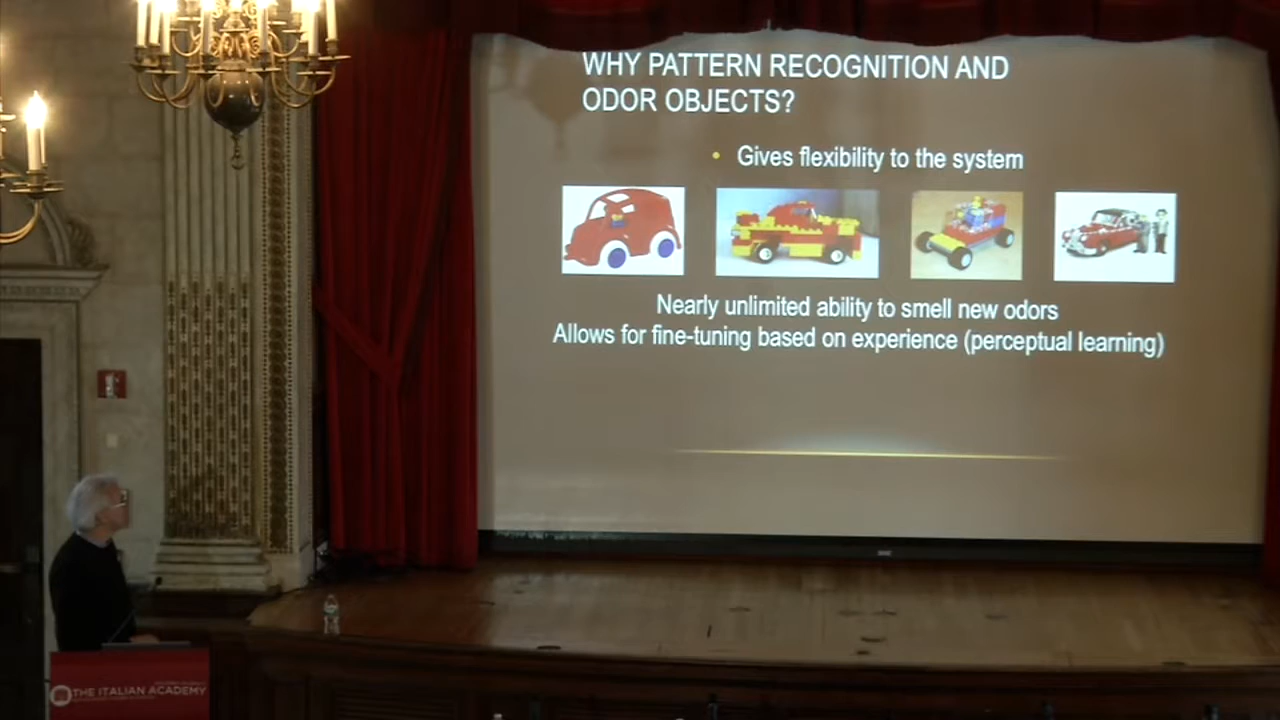 WHY PATTERN RECOGNITION AND
ODOR OBJECTS?
• Gives flexibility to the system
Nearly unlimited ability to smell new odors
Allows for fine-tuning based on experience (perceptual learning)
THE ITALIAN ACADEMY